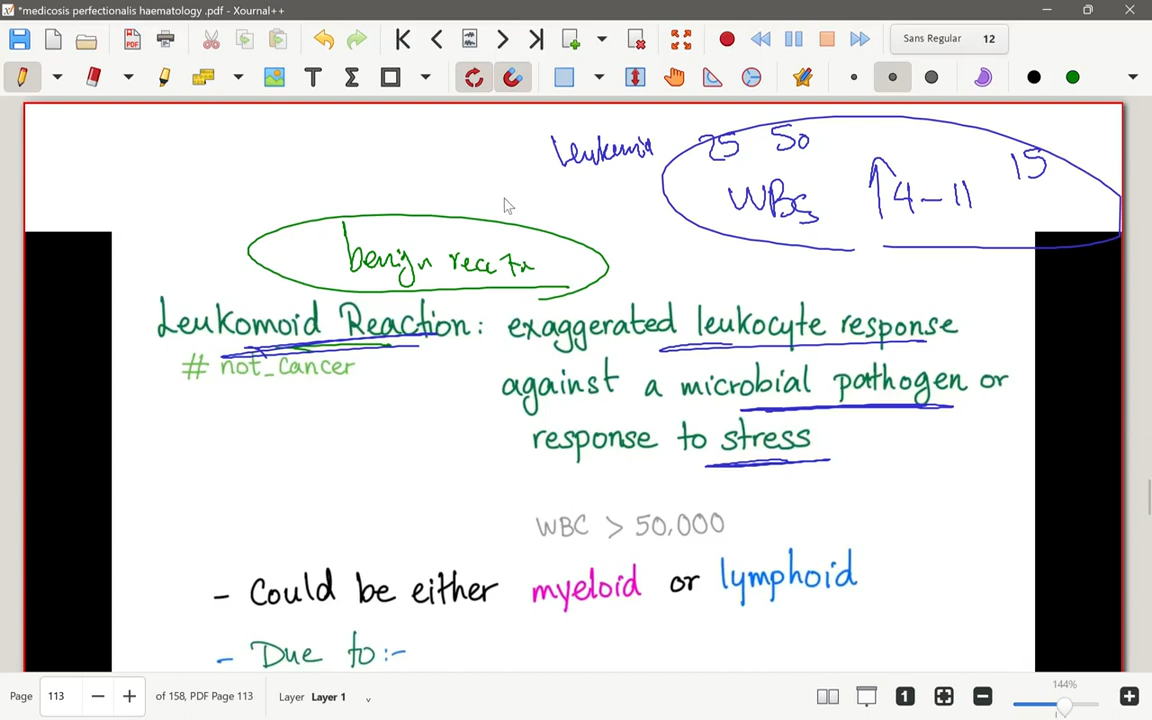 *medicosis perfectionalis haematology .pdf - Xournal++
Sans Regular 12
Leukemia 25 50 15
WBCs ↑ 4 - 11
benign reactn
Leukomoid Reaction: exaggerated leukocyte response
# not_cancer
against a microbial pathogen or
response to stress
WBC > 50,000
- Could be either myeloid or lymphoid
- Due to:-
Page 113 of 158, PDF Page 113 Layer Layer 1 144%